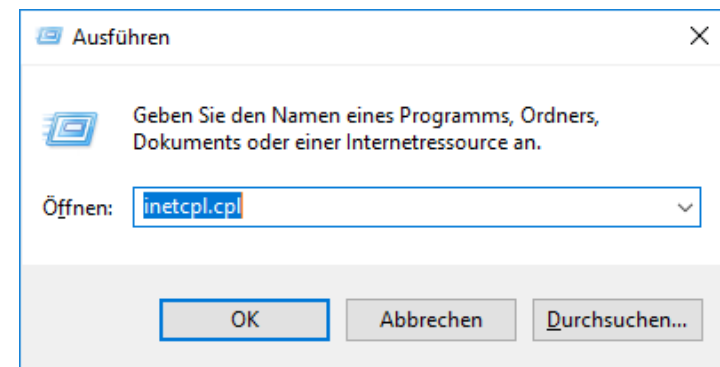 Ausführen
Geben Sie den Namen eines Programms, Ordners,
Dokuments oder einer Internetressource an.
Öffnen: inetcpl.cpl
OK Abbrechen Durchsuchen...